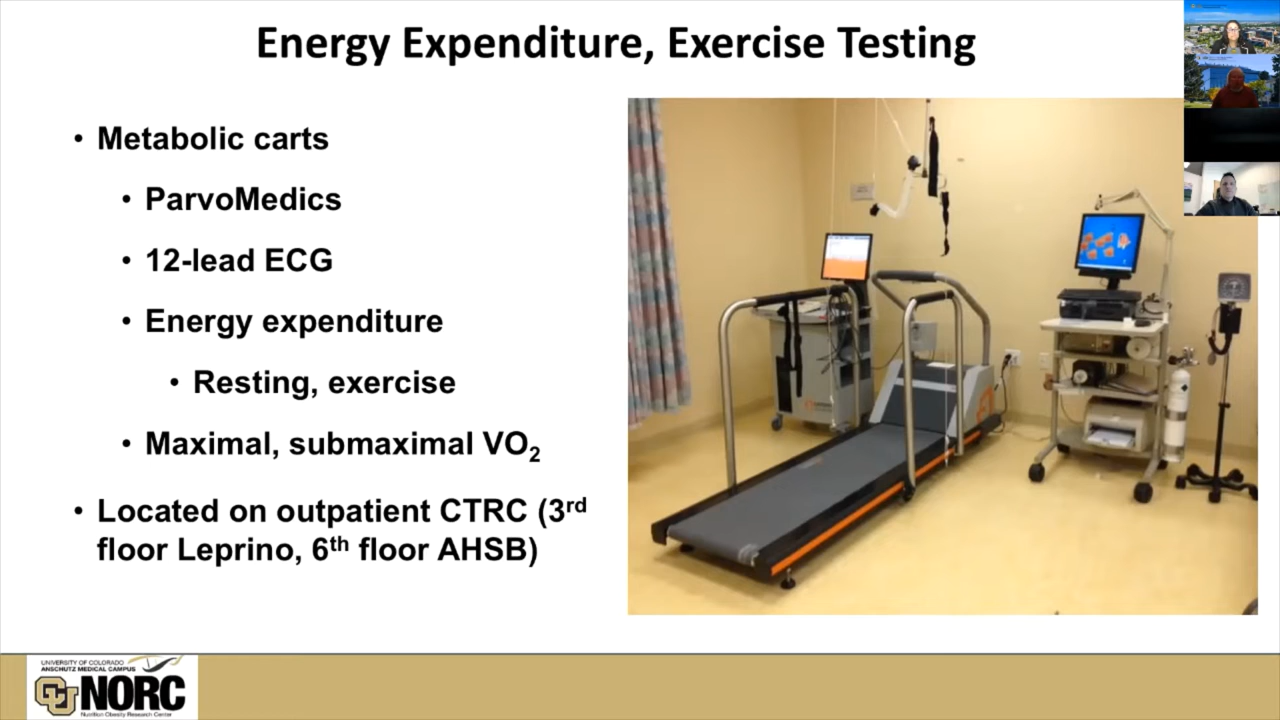 Energy Expenditure, Exercise Testing
• Metabolic carts
• ParvoMedics
• 12-lead ECG
• Energy expenditure
• Resting, exercise
• Maximal, submaximal VO₂
• Located on outpatient CTRC (3rd
floor Leprino, 6th floor AHSB)
UNIVERSITY OF COLORADO
ANSCHUTZ MEDICAL CAMPUS
CU NORC
Nutrition Obesity Research Center